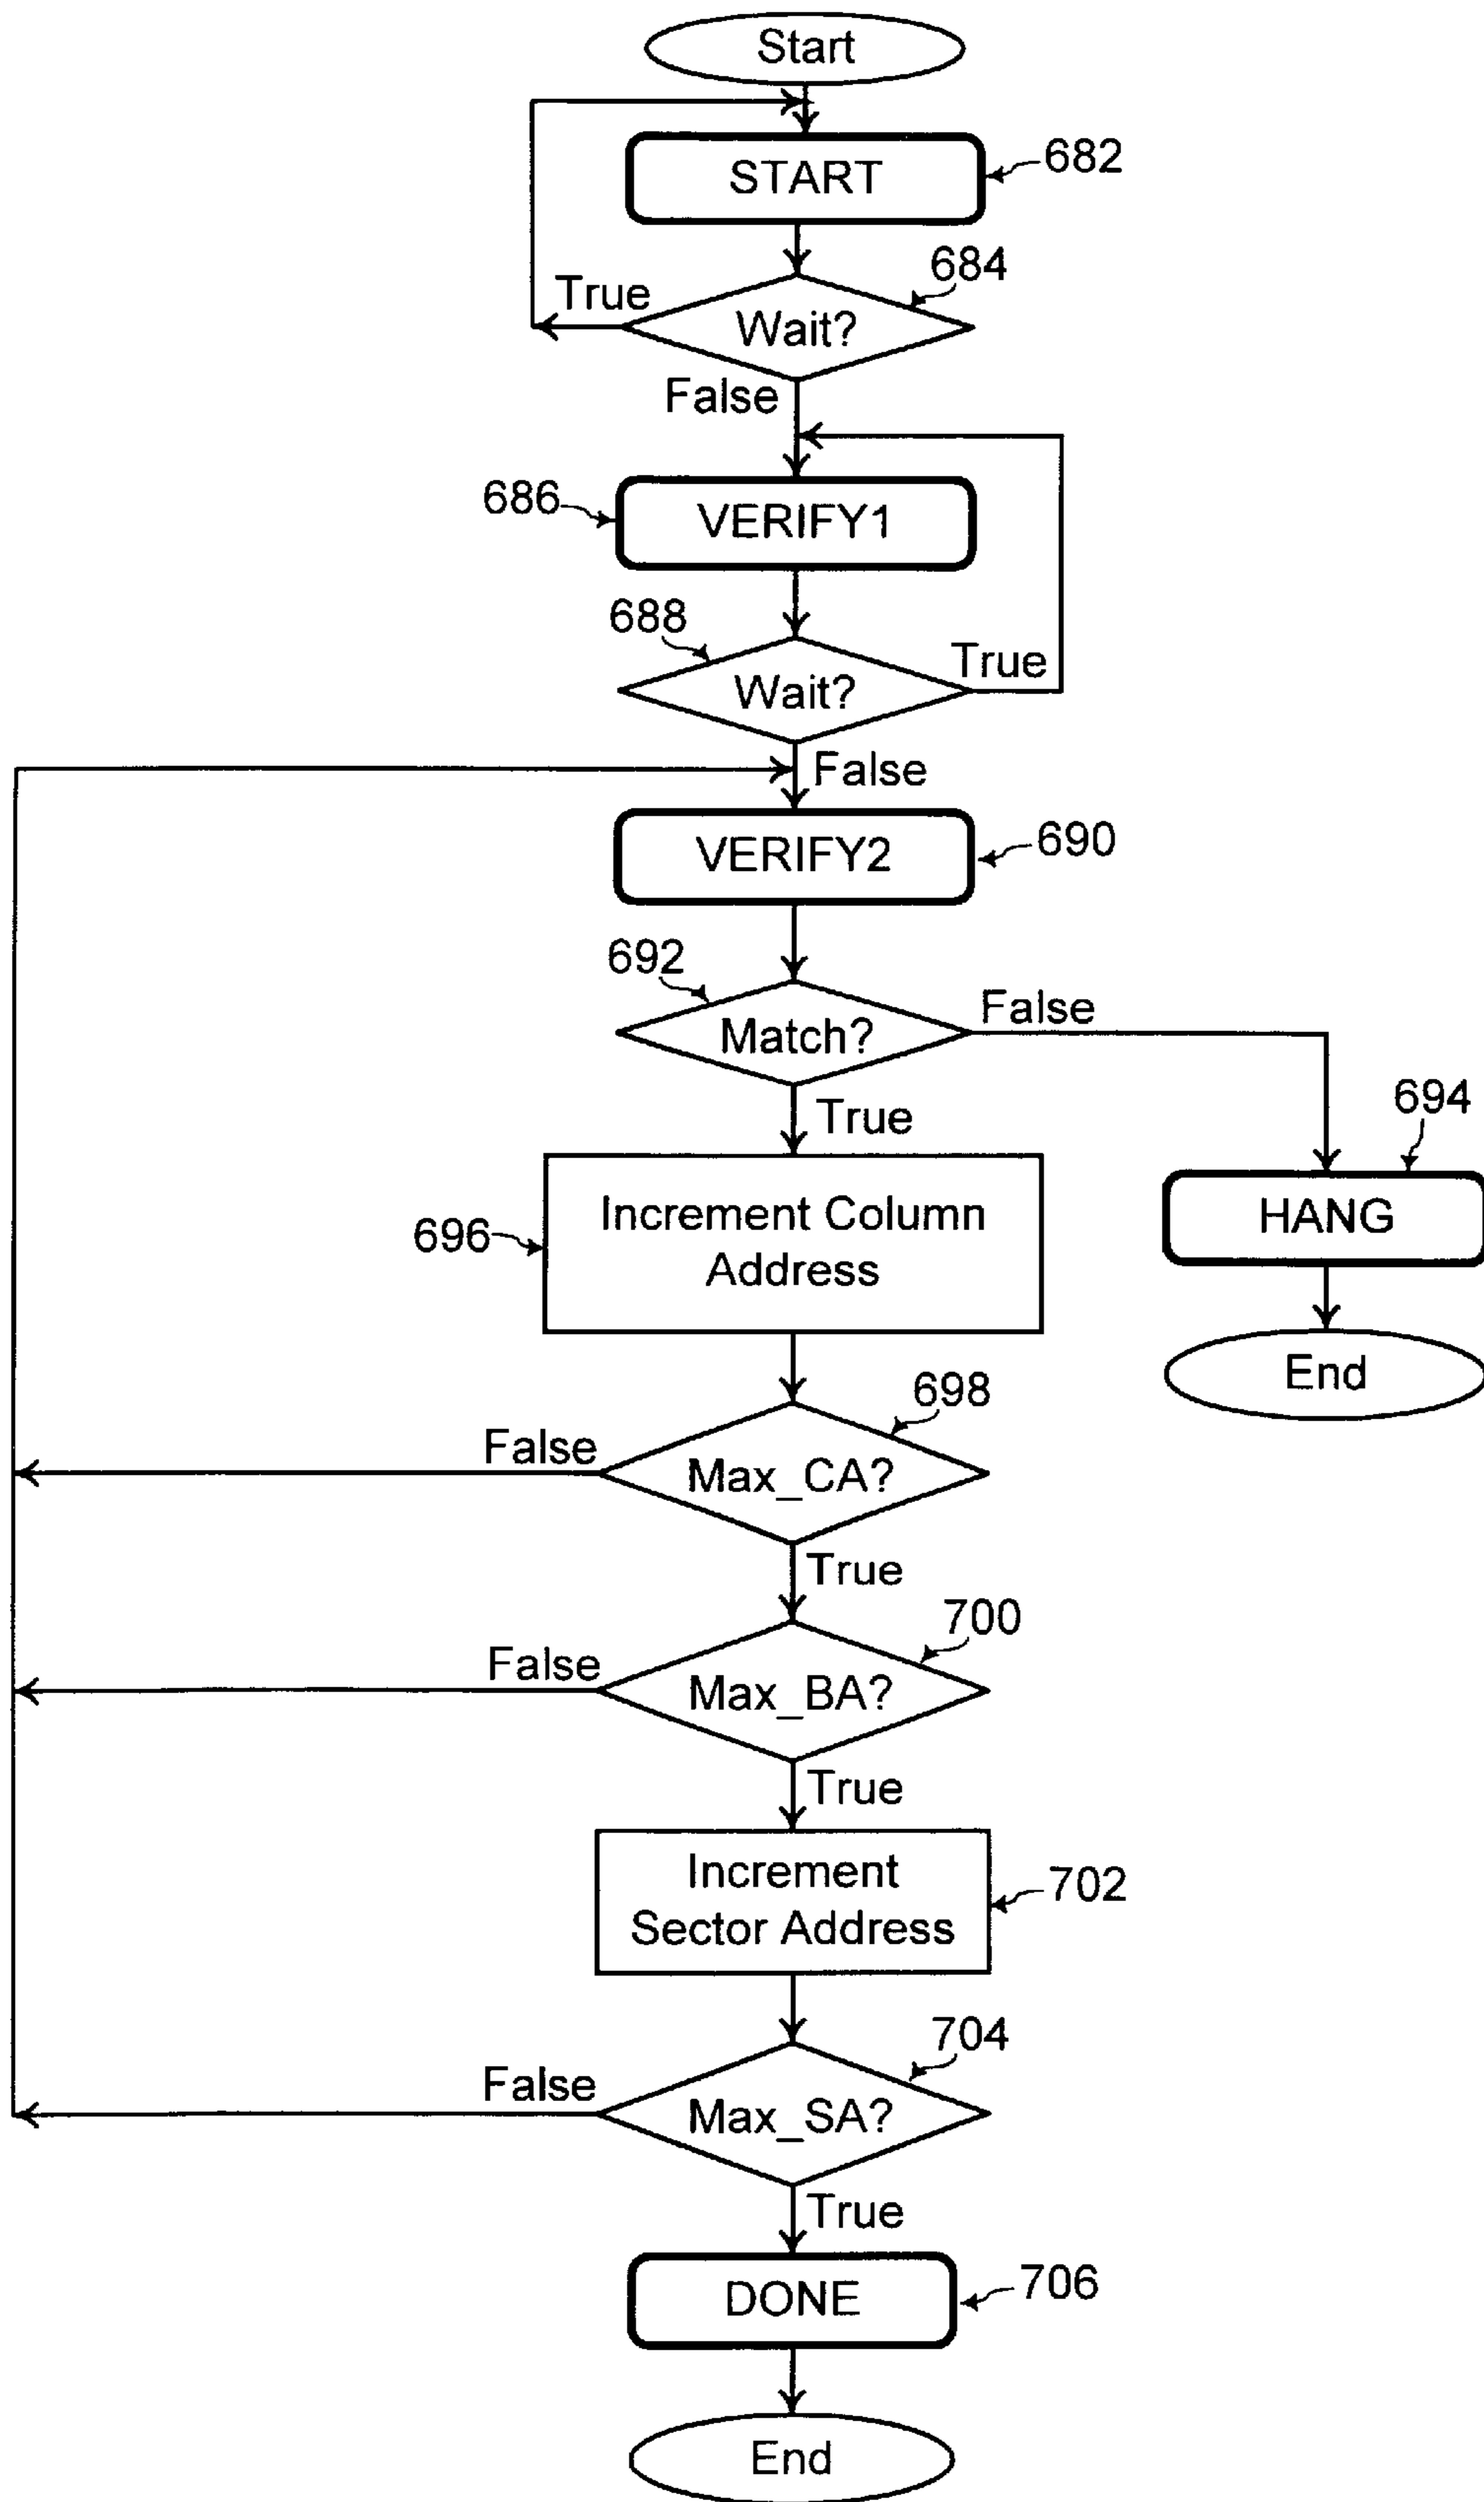 Start
START
682
684
True
Wait?
False
686
VERIFY1
688
True
Wait?
False
VERIFY2
690
692
False
Match?
True
694
Increment Column
Address
696
HANG
End
698
False
Max_CA?
True
700
False
Max_BA?
True
Increment
Sector Address
702
704
False
Max_SA?
True
DONE
706
End